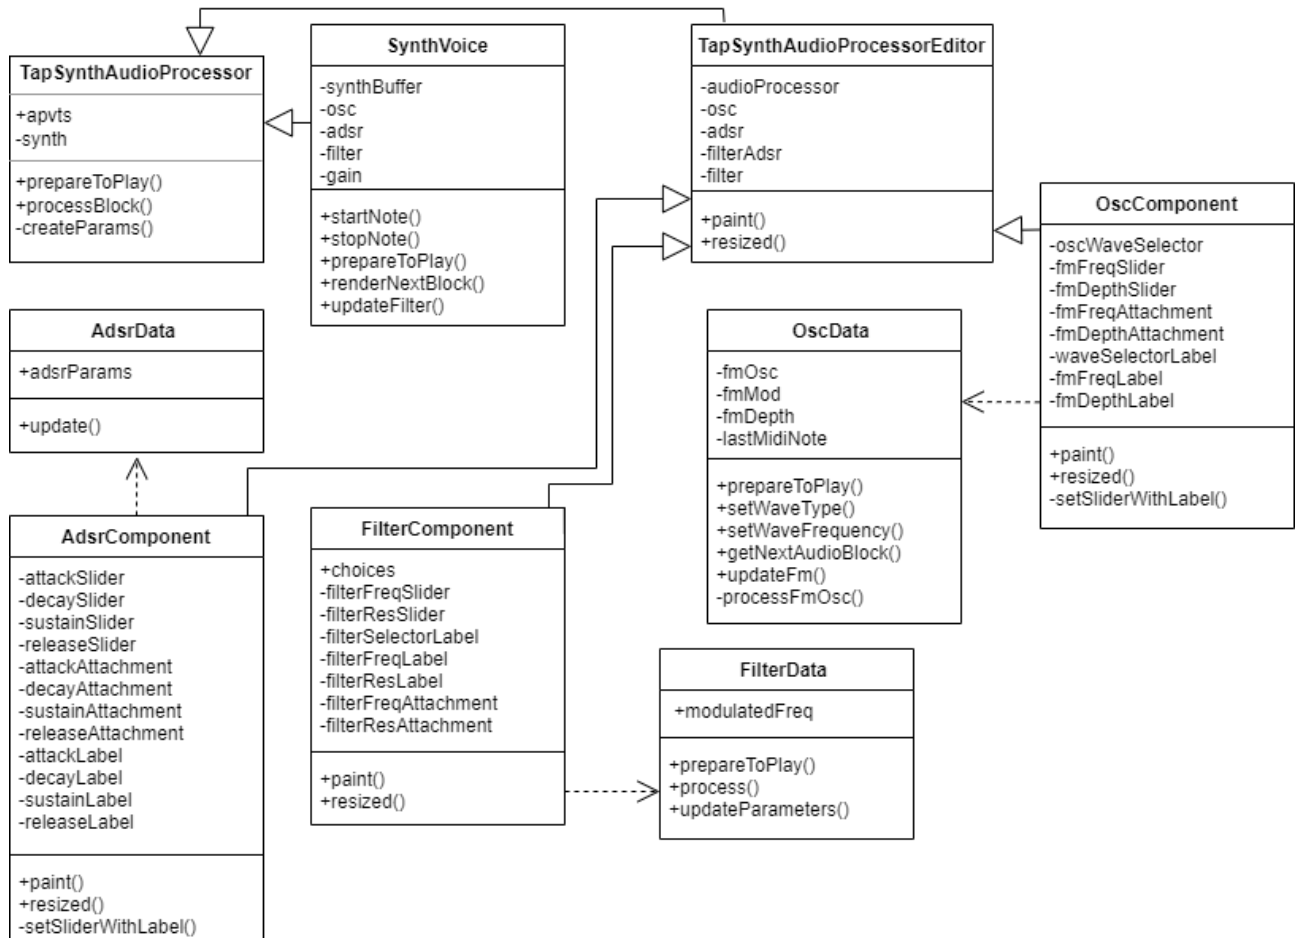 TapSynthAudioProcessor
+apvts
-synth
+prepareToPlay()
+processBlock()
-createParams()
SynthVoice
-synthBuffer
-osc
-adsr
-filter
-gain
+startNote()
+stopNote()
+prepareToPlay()
+renderNextBlock()
+updateFilter()
TapSynthAudioProcessorEditor
-audioProcessor
-osc
-adsr
-filterAdsr
-filter
+paint()
+resized()
OscComponent
-oscWaveSelector
-fmFreqSlider
-fmDepthSlider
-fmFreqAttachment
-fmDepthAttachment
-waveSelectorLabel
-fmFreqLabel
-fmDepthLabel
+paint()
+resized()
-setSliderWithLabel()
AdsrData
+adsrParams
+update()
OscData
-fmOsc
-fmMod
-fmDepth
-lastMidiNote
+prepareToPlay()
+setWaveType()
+setWaveFrequency()
+getNextAudioBlock()
+updateFm()
-processFmOsc()
AdsrComponent
-attackSlider
-decaySlider
-sustainSlider
-releaseSlider
-attackAttachment
-decayAttachment
-sustainAttachment
-releaseAttachment
-attackLabel
-decayLabel
-sustainLabel
-releaseLabel
+paint()
+resized()
-setSliderWithLabel()
FilterComponent
+choices
-filterFreqSlider
-filterResSlider
-filterSelectorLabel
-filterFreqLabel
-filterResLabel
-filterFreqAttachment
-filterResAttachment
+paint()
+resized()
FilterData
+modulatedFreq
+prepareToPlay()
+process()
+updateParameters()